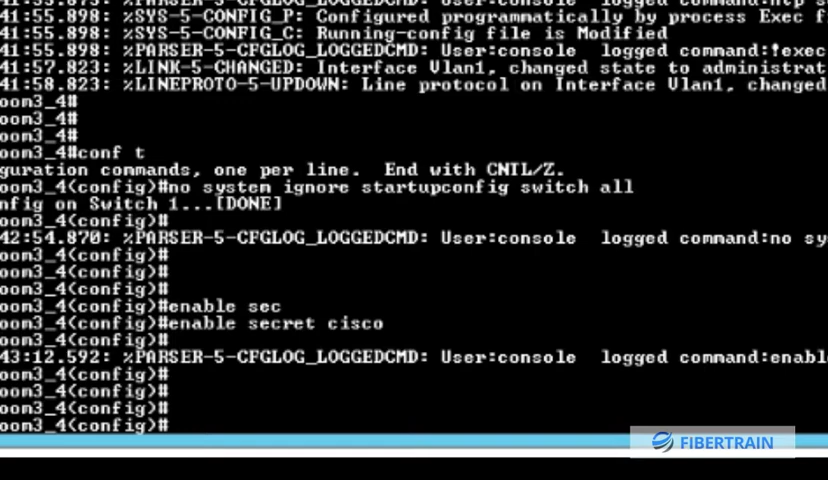 41:55.898: %SYS-5-CONFIG_P: Configured programmatically by process Exec f
41:55.898: %SYS-5-CONFIG_C: Running-config file is Modified
41:55.898: %PARSER-5-CFGLOG_LOGGEDCMD: User:console  logged command:!exec
41:57.823: %LINK-5-CHANGED: Interface Vlan1, changed state to administrat
41:58.823: %LINEPROTO-5-UPDOWN: Line protocol on Interface Vlan1, changed
oom3_4#
oom3_4#
oom3_4#
oom3_4#conf t
guration commands, one per line.  End with CNTL/Z.
oom3_4(config)#no system ignore startupconfig switch all
nfig on Switch 1...[DONE]
oom3_4(config)#
42:54.870: %PARSER-5-CFGLOG_LOGGEDCMD: User:console  logged command:no sy
oom3_4(config)#
oom3_4(config)#
oom3_4(config)#
oom3_4(config)#enable sec
oom3_4(config)#enable secret cisco
oom3_4(config)#
43:12.592: %PARSER-5-CFGLOG_LOGGEDCMD: User:console  logged command:enabl
oom3_4(config)#
oom3_4(config)#
oom3_4(config)#
oom3_4(config)#
FIBERTRAIN